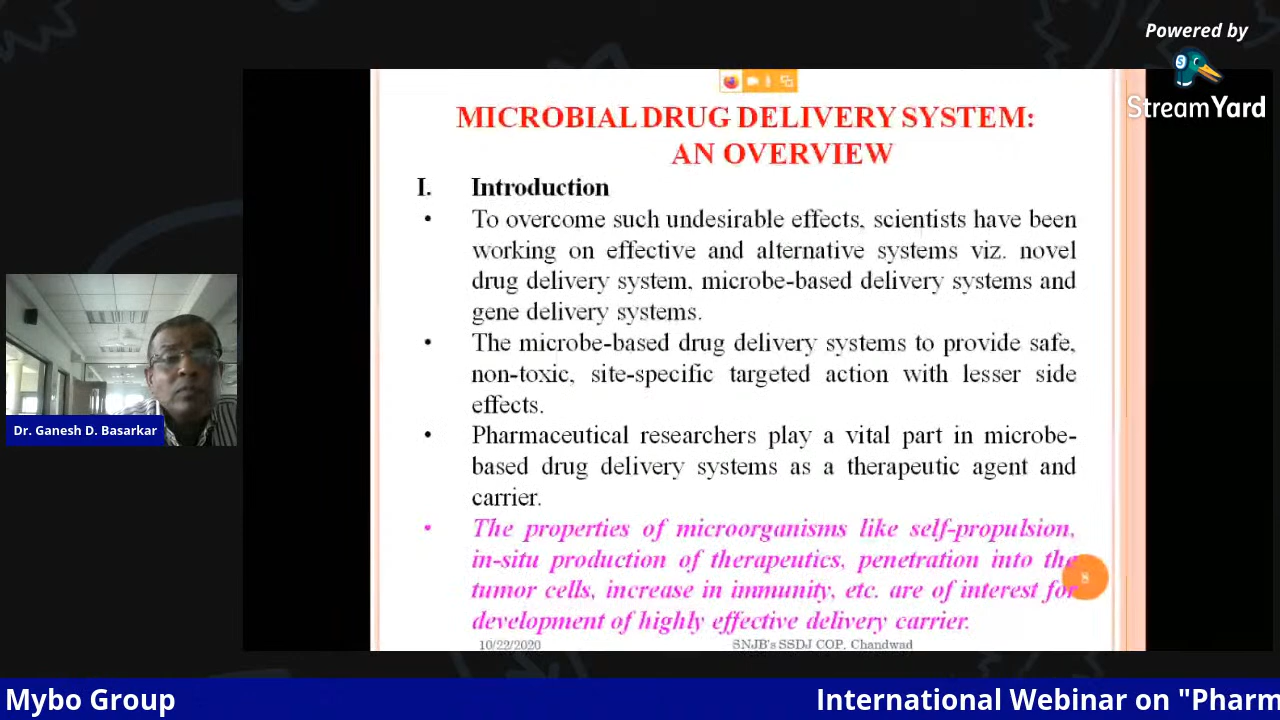 Powered by
StreamYard
MICROBIAL DRUG DELIVERY SYSTEM:
AN OVERVIEW
I. Introduction
• To overcome such undesirable effects, scientists have been
working on effective and alternative systems viz. novel
drug delivery system, microbe-based delivery systems and
gene delivery systems.
• The microbe-based drug delivery systems to provide safe,
non-toxic, site-specific targeted action with lesser side
effects.
• Pharmaceutical researchers play a vital part in microbe-
based drug delivery systems as a therapeutic agent and
carrier.
• The properties of microorganisms like self-propulsion,
in-situ production of therapeutics, penetration into the
tumor cells, increase in immunity, etc. are of interest for
development of highly effective delivery carrier.
8
10/22/2020 SNJB's SSDJ COP, Chandwad
Dr. Ganesh D. Basarkar
Mybo Group International Webinar on "Pharm